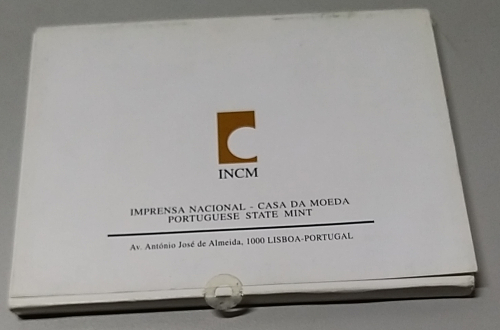 INCM
IMPRENSA NACIONAL - CASA DA MOEDA
PORTUGUESE STATE MINT
Av. António José de Almeida, 1000 LISBOA-PORTUGAL